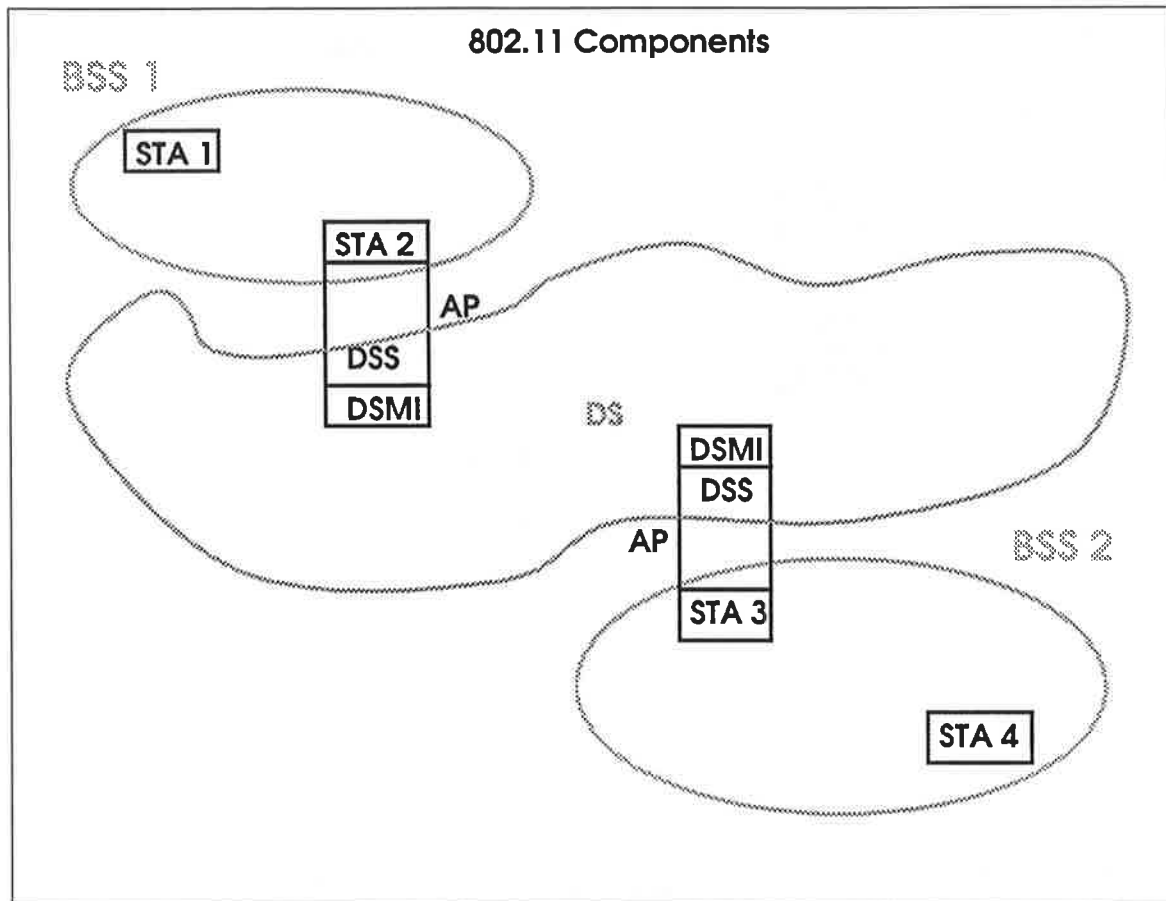 802.11 Components
BSS 1
STA 1
STA 2
AP
DSS
DSMI
DS
DSMI
DSS
AP
BSS 2
STA 3
STA 4